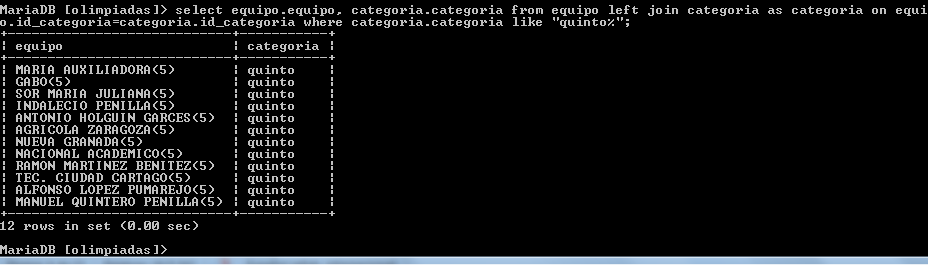 MariaDB [olimpiadas]> select equipo.equipo, categoria.categoria from equipo left join categoria as categoria on equi
o.id_categoria=categoria.id_categoria where categoria.categoria like "quinto%";
+----------------------------+-----------+
¦ equipo ¦ categoria ¦
+----------------------------+-----------+
¦ MARIA AUXILIADORA(5) ¦ quinto ¦
¦ GABO(5) ¦ quinto ¦
¦ SOR MARIA JULIANA(5) ¦ quinto ¦
¦ INDALECIO PENILLA(5) ¦ quinto ¦
¦ ANTONIO HOLGUIN GARCES(5) ¦ quinto ¦
¦ AGRICOLA ZARAGOZA(5) ¦ quinto ¦
¦ NUEVA GRANADA(5) ¦ quinto ¦
¦ NACIONAL ACADEMICO(5) ¦ quinto ¦
¦ RAMON MARTINEZ BENITEZ(5) ¦ quinto ¦
¦ TEC. CIUDAD CARTAGO(5) ¦ quinto ¦
¦ ALFONSO LOPEZ PUMAREJO(5) ¦ quinto ¦
¦ MANUEL QUINTERO PENILLA(5) ¦ quinto ¦
+----------------------------+-----------+
12 rows in set (0.00 sec)
MariaDB [olimpiadas]>